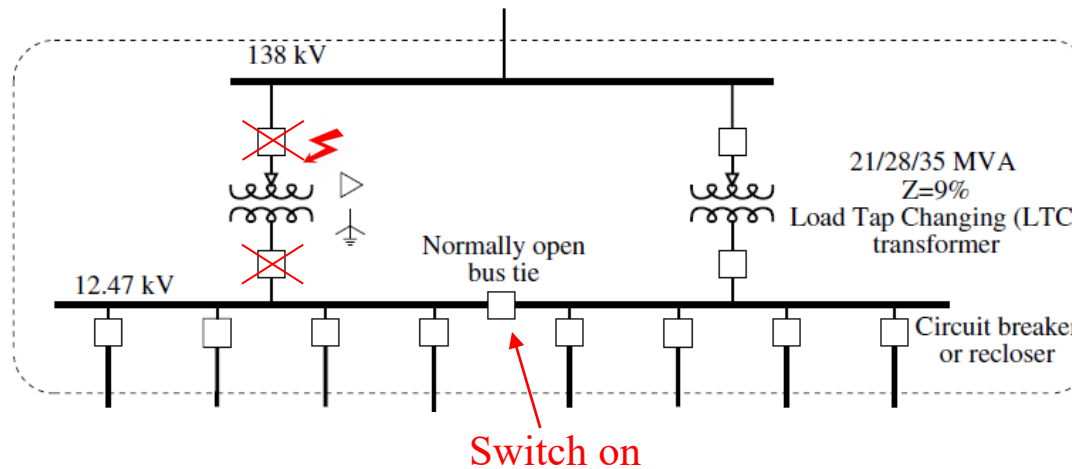 138 kV
21/28/35 MVA
Z=9%
Load Tap Changing (LTC
transformer
Normally open
bus tie
12.47 kV
Circuit breaker
or recloser
Switch on